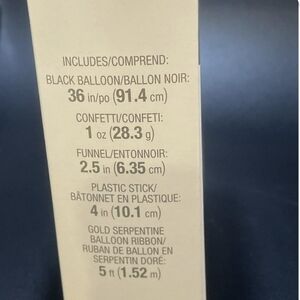 INCLUDES/COMPREND:
BLACK BALLOON/BALLON NOIR:
36 in/po (91.4 cm)
CONFETTI/CONFETI:
1 oz (28.3 g)
FUNNEL/ENTONNOIR:
2.5 in (6.35 cm)
PLASTIC STICK/
BÂTONNET EN PLASTIQUE:
4 in (10.1 cm)
GOLD SERPENTINE
BALLOON RIBBON/
RUBAN DE BALLON EN
SERPENTIN DORÉ:
5 ft (1.52 m)